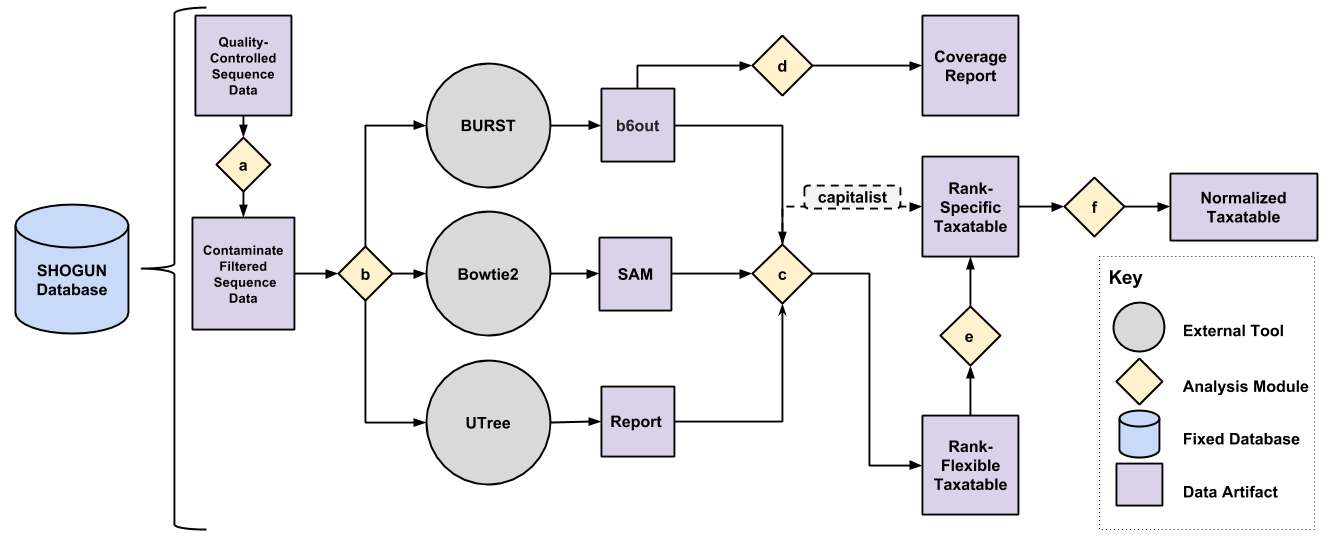 Quality-
Controlled
Sequence
Data
a
Contaminate
Filtered
Sequence
Data
SHOGUN
Database
b
BURST
Bowtie2
UTree
b6out
SAM
Report
d
Coverage
Report
capitalist
c
Rank-
Specific
Taxatable
e
Rank-
Flexible
Taxatable
f
Normalized
Taxatable
Key
External Tool
Analysis Module
Fixed Database
Data Artifact